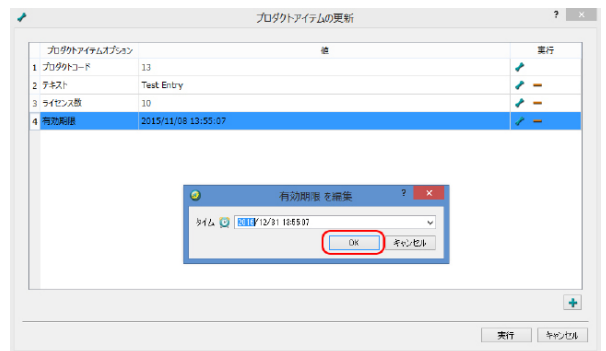 プロダクトアイテムの更新
プロダクトアイテムオプション 値 実行
1 プロダクトコード 13
2 テキスト Test Entry
3 ライセンス数 10
4 有効期限 2015/11/08 13:55:07
有効期限 を編集
タイム 2016/12/31 13:55:07
OK キャンセル
実行 キャンセル